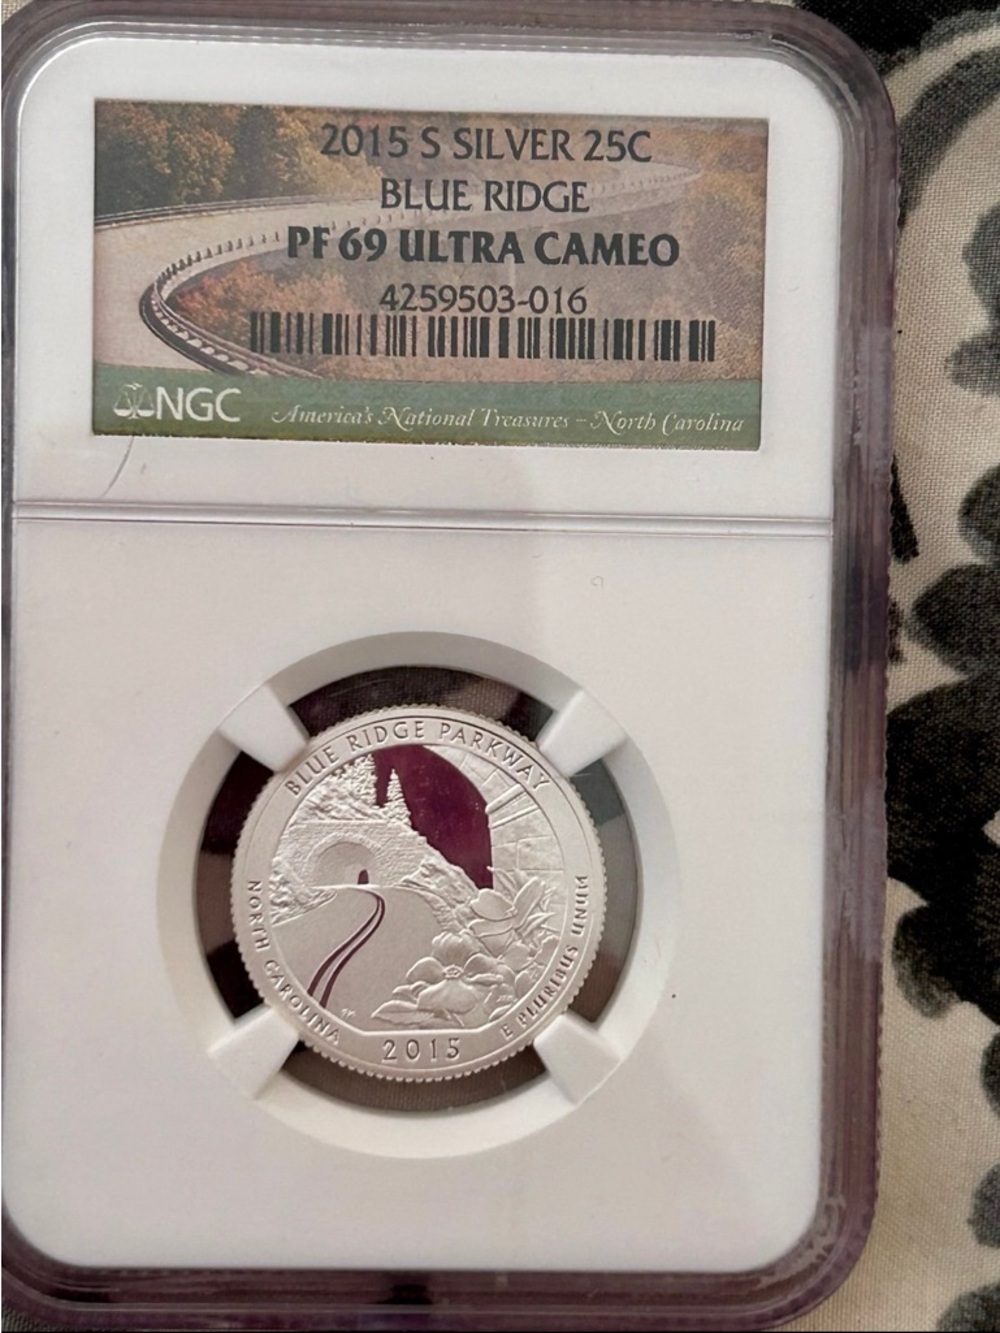 2015 S SILVER 25C
BLUE RIDGE
PF 69 ULTRA CAMEO
4259503-016
NGC
America's National Treasures – North Carolina
BLUE RIDGE PARKWAY
NORTH CAROLINA
2015
E PLURIBUS UNUM